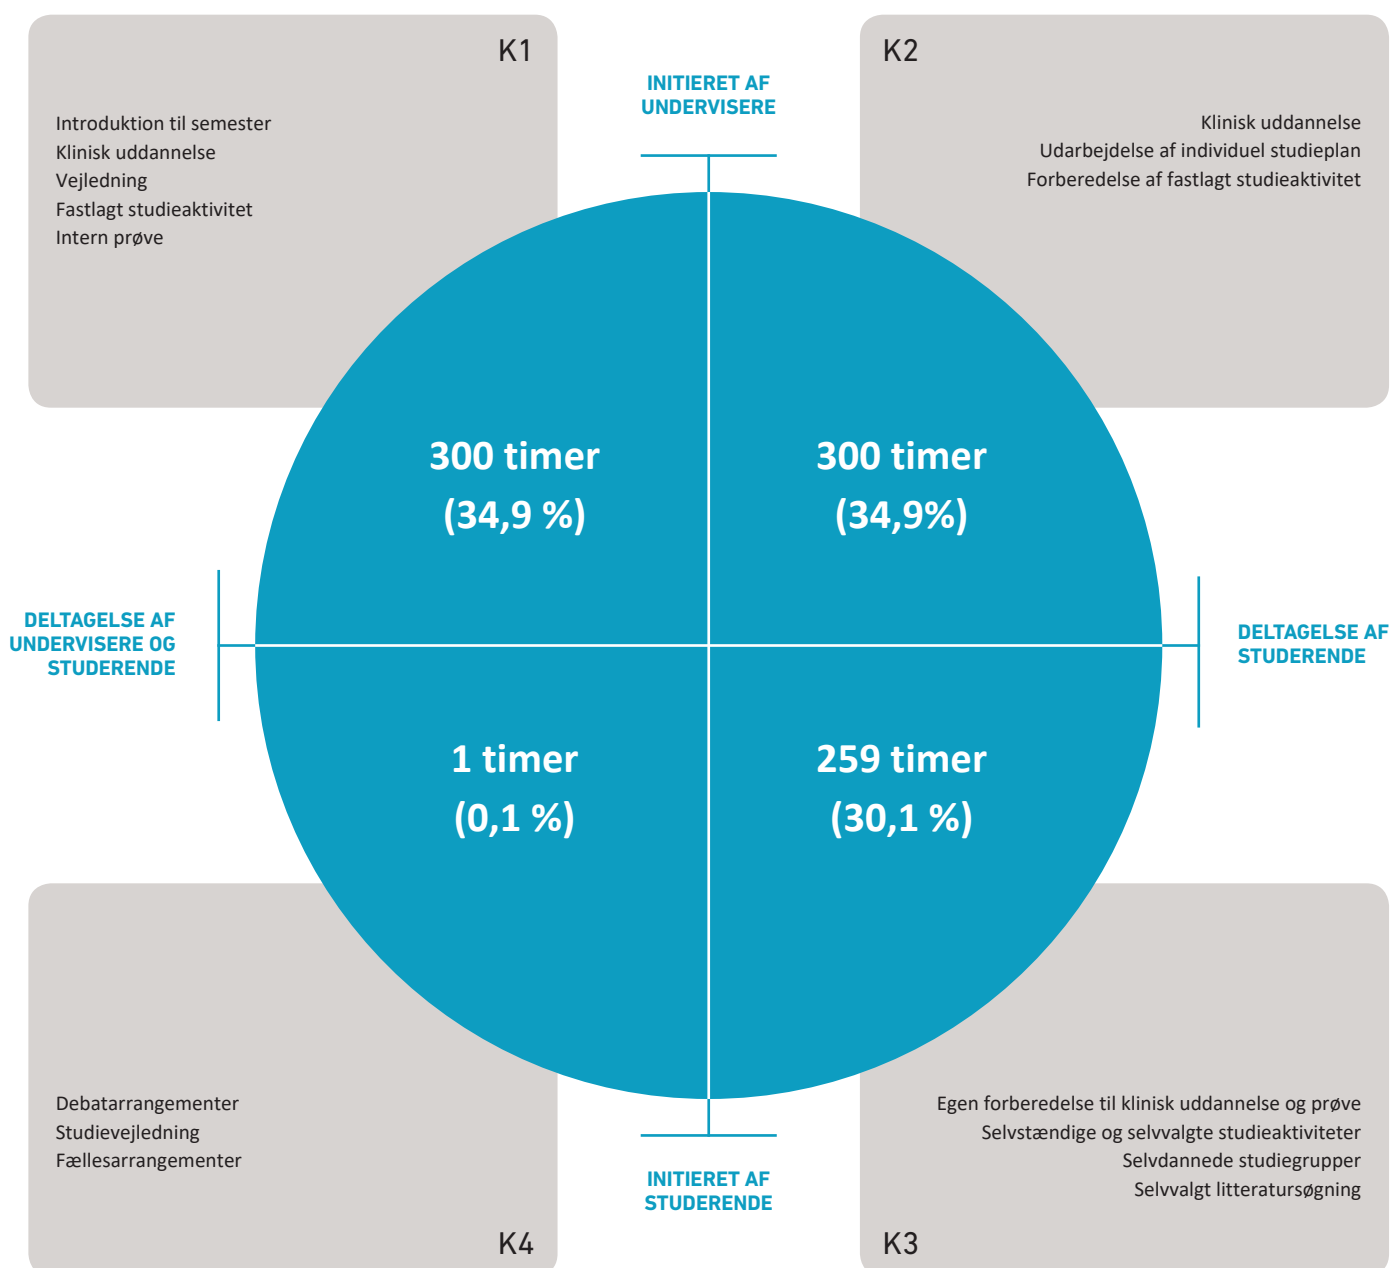 K1
Introduktion til semester
Klinisk uddannelse
Vejledning
Fastlagt studieaktivitet
Intern prøve
INITIERET AF
UNDERVISERE
K2
Klinisk uddannelse
Udarbejdelse af individuel studieplan
Forberedelse af fastlagt studieaktivitet
300 timer
(34,9 %)
300 timer
(34,9%)
DELTAGELSE AF
UNDERVISERE OG
STUDERENDE
DELTAGELSE AF
STUDERENDE
1 timer
(0,1 %)
259 timer
(30,1 %)
Debatarrangementer
Studievejledning
Fællesarrangementer
K4
INITIERET AF
STUDERENDE
Egen forberedelse til klinisk uddannelse og prøve
Selvstændige og selvvalgte studieaktiviteter
Selvdannede studiegrupper
Selvvalgt litteratursøgning
K3